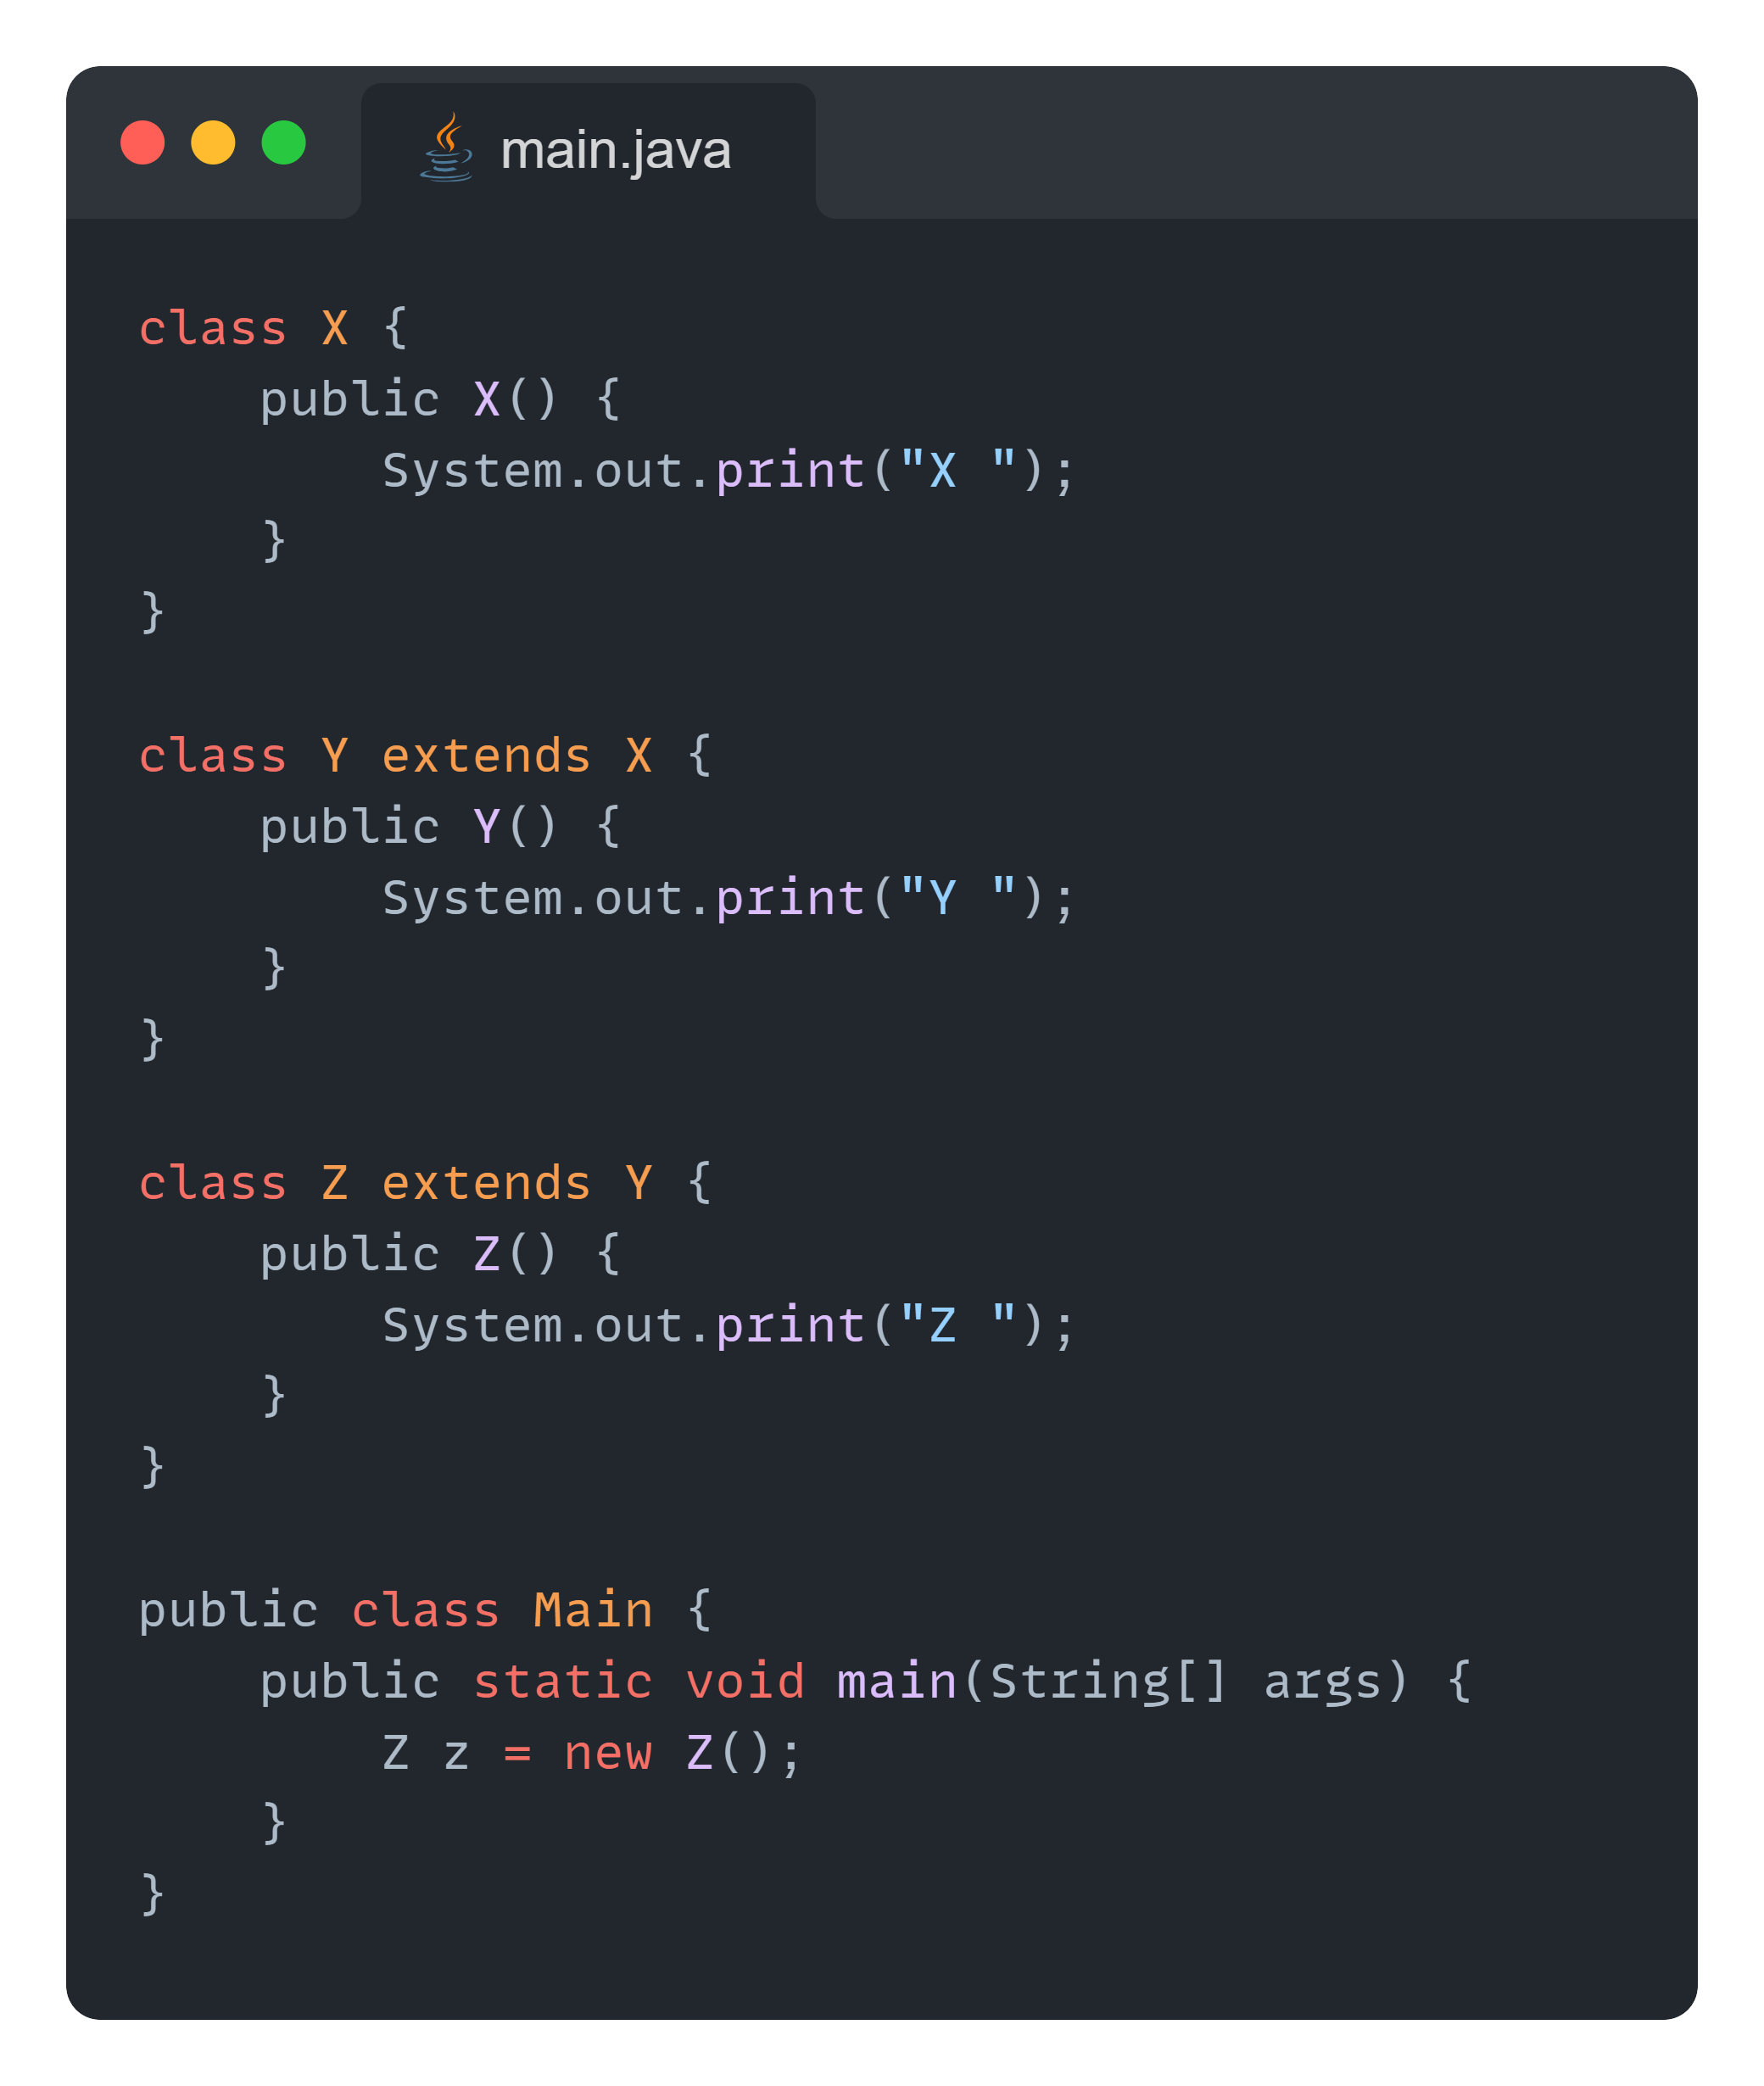 main.java
class X {
    public X() {
        System.out.print("X ");
    }
}
class Y extends X {
    public Y() {
        System.out.print("Y ");
    }
}
class Z extends Y {
    public Z() {
        System.out.print("Z ");
    }
}
public class Main {
    public static void main(String[] args) {
        Z z = new Z();
    }
}